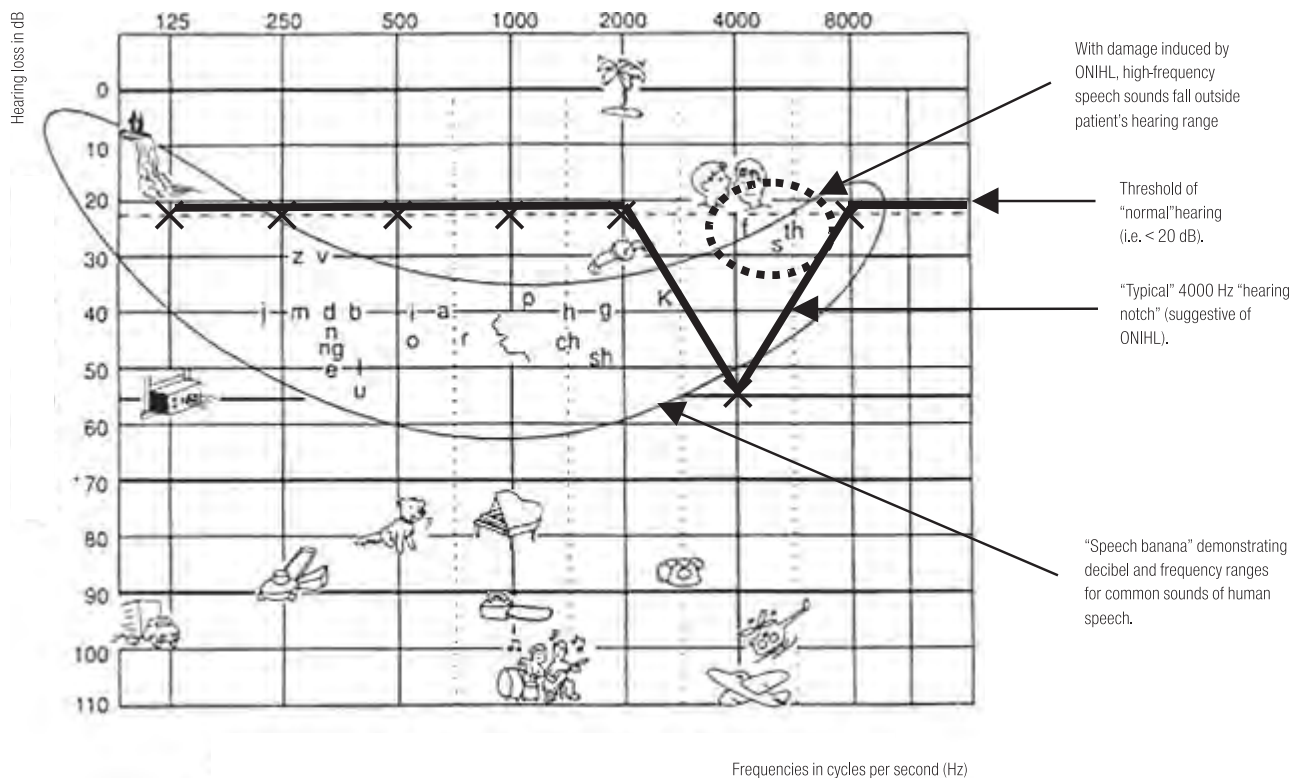 125 250 500 1000 2000 4000 8000
Hearing loss in dB
0
10
20
30
40
50
60
70
80
90
100
110
With damage induced by
ONIHL, high-frequency
speech sounds fall outside
patient's hearing range
Threshold of
"normal"hearing
(i.e. < 20 dB).
"Typical" 4000 Hz "hearing
notch" (suggestive of
ONIHL).
"Speech banana" demonstrating
decibel and frequency ranges
for common sounds of human
speech.
f
s th
z v
p
K
j m d b i a h g
n
ng
o r ch
sh
e l
u
Frequencies in cycles per second (Hz)